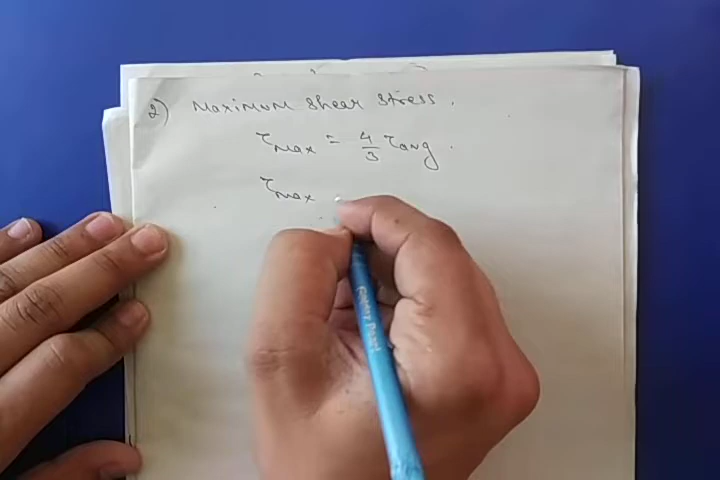 2) Maximum Shear Stress.
τmax = 4/3 τavg.
τmax